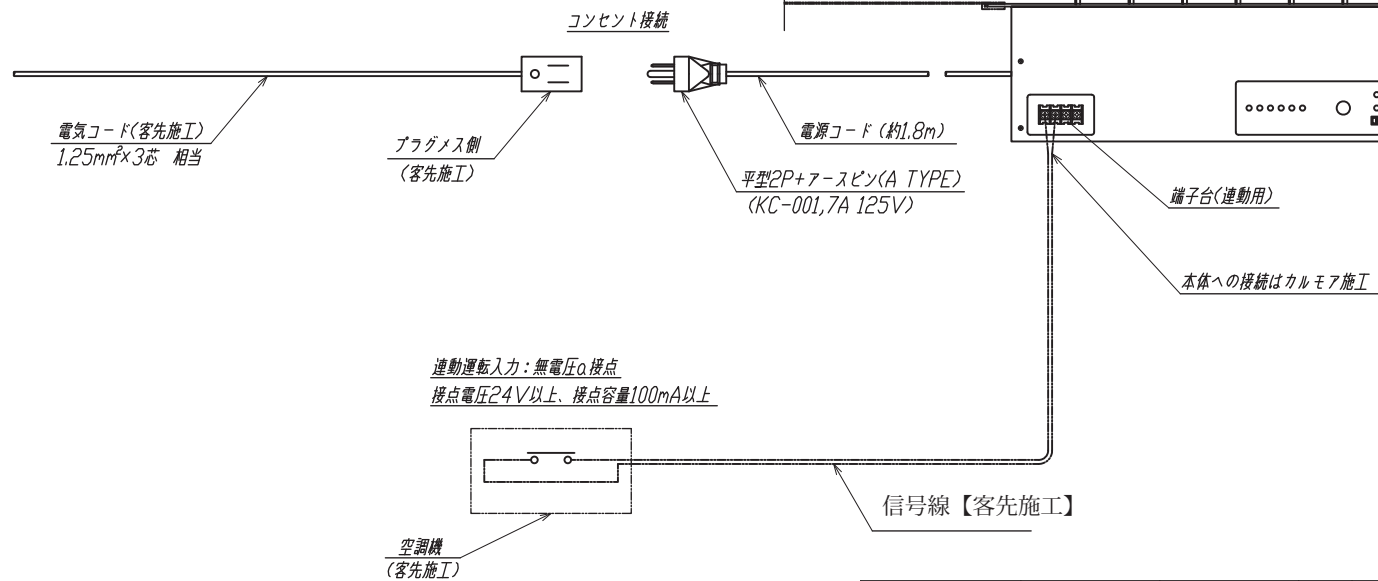 コンセント接続
電気コード(客先施工)
1.25mm²×3芯 相当
プラグメス側
(客先施工)
電源コード (約1.8m)
平型2P+アースピン(A TYPE)
(KC-001,7A 125V)
端子台(連動用)
本体への接続はカルモア施工
連動運転入力:無電圧a接点
接点電圧24V以上、接点容量100mA以上
信号線【客先施工】
空調機
(客先施工)